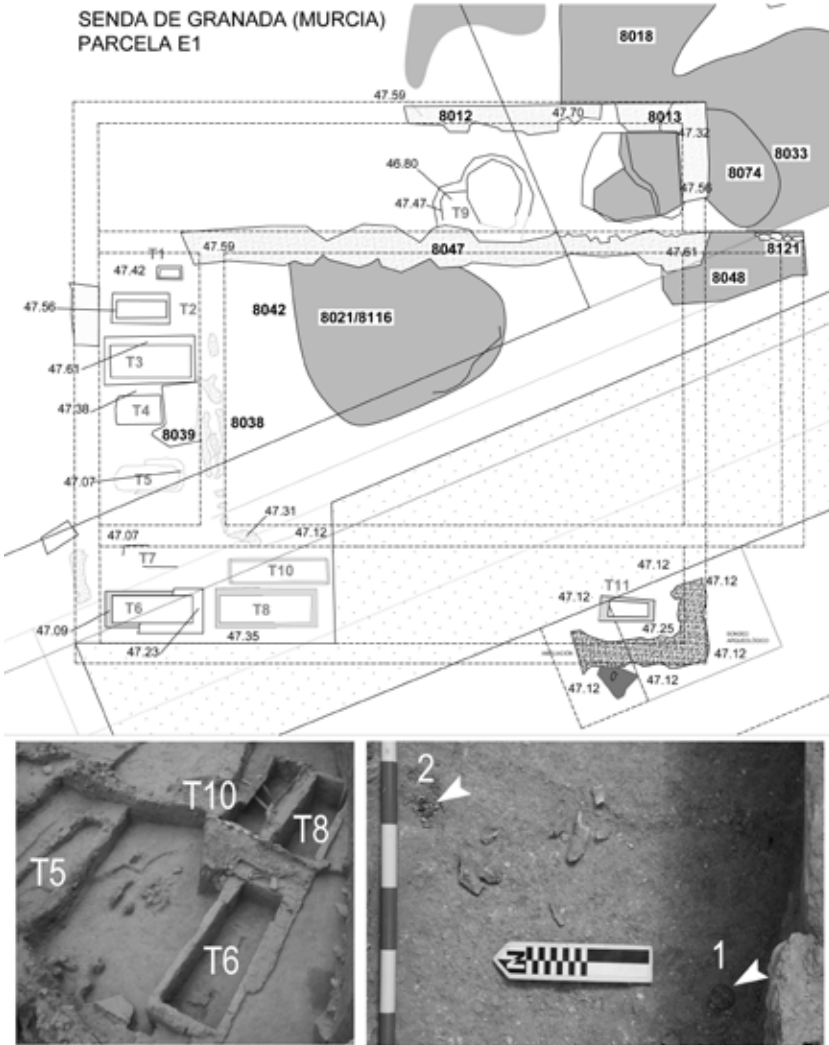 SENDA DE GRANADA (MURCIA)
PARCELA E1
8018
47.59
8012
47.70
8013
47.32
8033
8074
46.80
47.56
47.47
T9
47.59
8047
47.61
8121
T1
47.42
8048
47.56
T2
8042
8021/8116
47.61
T3
47.38
T4
8039
8038
47.07
T5
47.31
47.07
47.12
T7
T10
47.12
47.12
T11
47.12
T6
T8
47.09
47.25
SONDEO
ARQUEOLÓGICO
47.35
47.23
AMPLIACIÓN
47.12
47.12
47.12
T10
T8
T5
T6
2
N
1